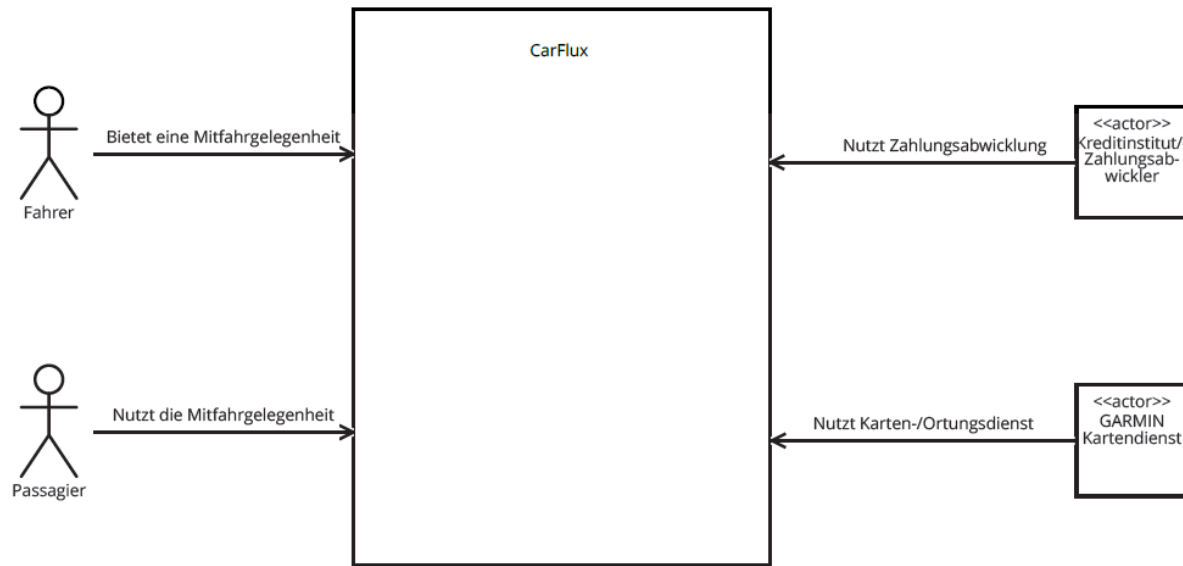 CarFlux
Bietet eine Mitfahrgelegenheit
Fahrer
Nutzt Zahlungsabwicklung
<<actor>>
Kreditinstitut/
Zahlungsab-
wickler
Nutzt die Mitfahrgelegenheit
Passagier
Nutzt Karten-/Ortungsdienst
<<actor>>
GARMIN
Kartendienst